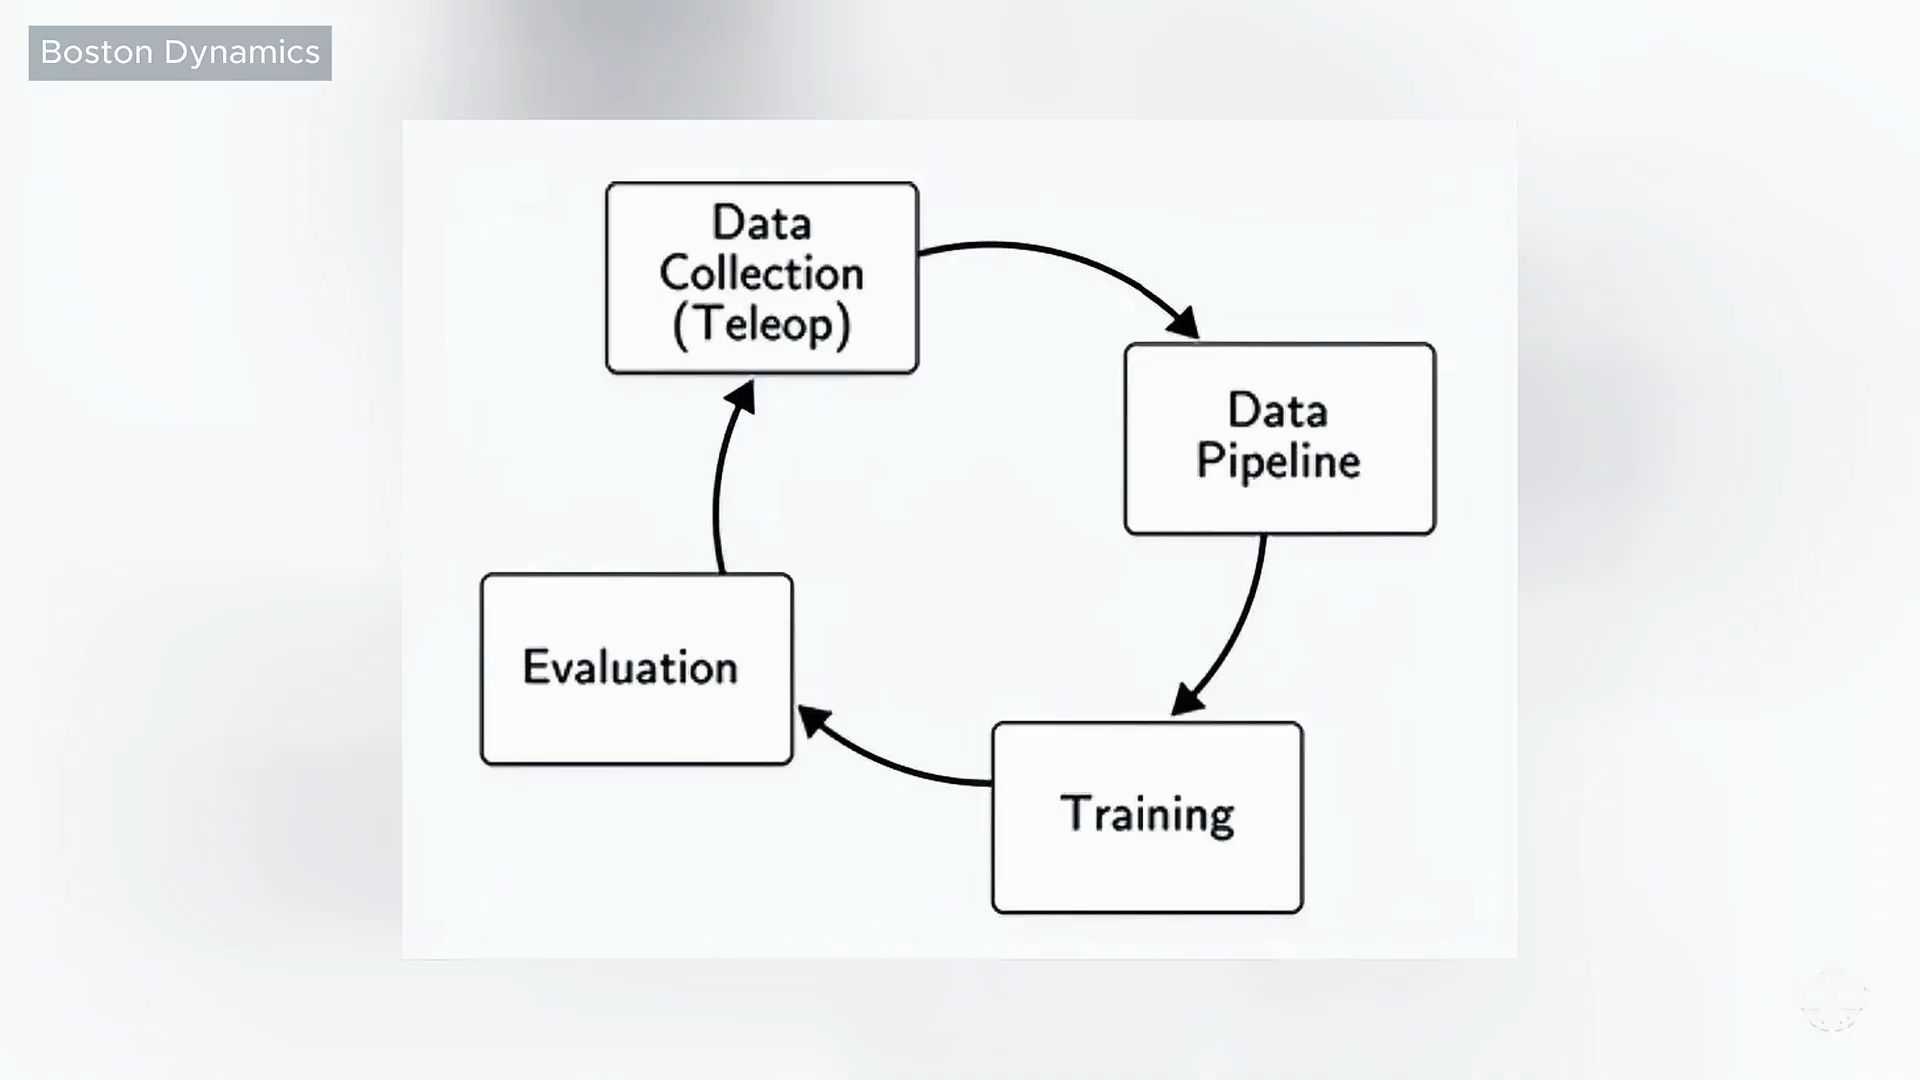 Boston Dynamics
Data
Collection
(Teleop)
Data
Pipeline
Evaluation
Training